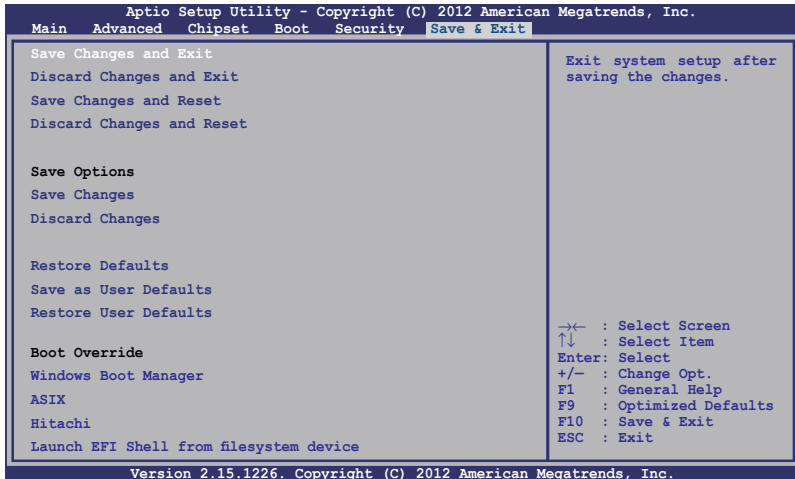 Aptio Setup Utility - Copyright (C) 2012 American Megatrends, Inc.
Main Advanced Chipset Boot Security Save & Exit
Save Changes and Exit
Discard Changes and Exit
Save Changes and Reset
Discard Changes and Reset
Save Options
Save Changes
Discard Changes
Restore Defaults
Save as User Defaults
Restore User Defaults
Boot Override
Windows Boot Manager
ASIX
Hitachi
Launch EFI Shell from filesystem device
Exit system setup after
saving the changes.
→← : Select Screen
↑↓ : Select Item
Enter: Select
+/— : Change Opt.
F1 : General Help
F9 : Optimized Defaults
F10 : Save & Exit
ESC : Exit
Version 2.15.1226. Copyright (C) 2012 American Megatrends, Inc.